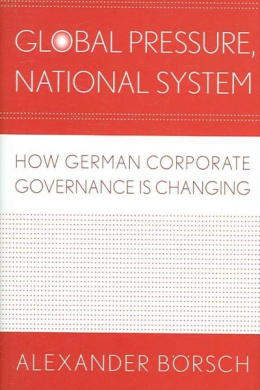 GLOBAL PRESSURE,
NATIONAL SYSTEM
HOW GERMAN CORPORATE
GOVERNANCE IS CHANGING
ALEXANDER BÖRSCH